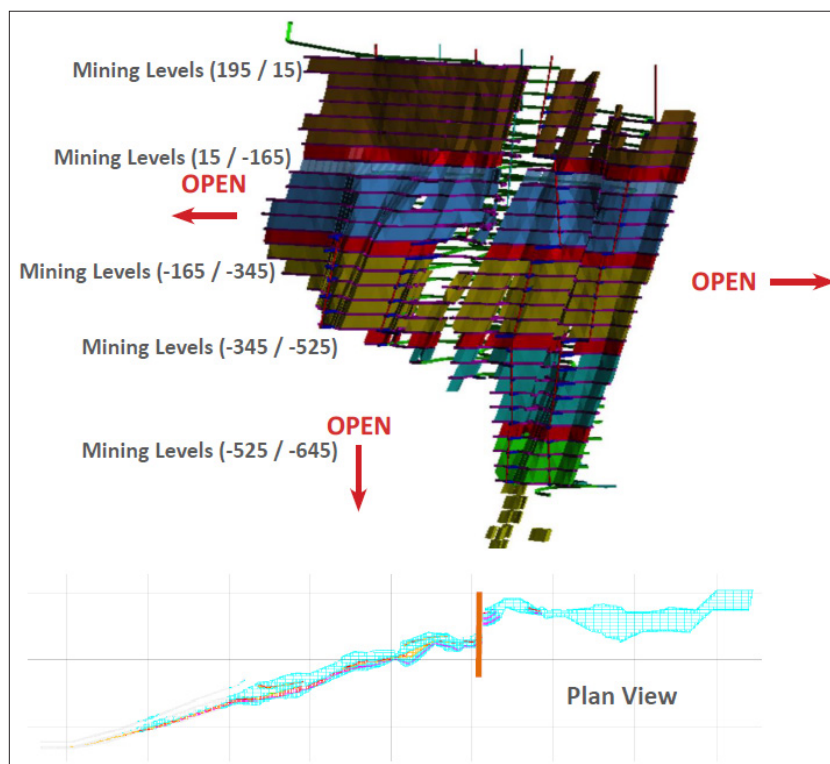 Mining Levels (195 / 15)
Mining Levels (15 / -165)
OPEN
Mining Levels (-165 / -345)
OPEN
Mining Levels (-345 / -525)
OPEN
Mining Levels (-525 / -645)
Plan View